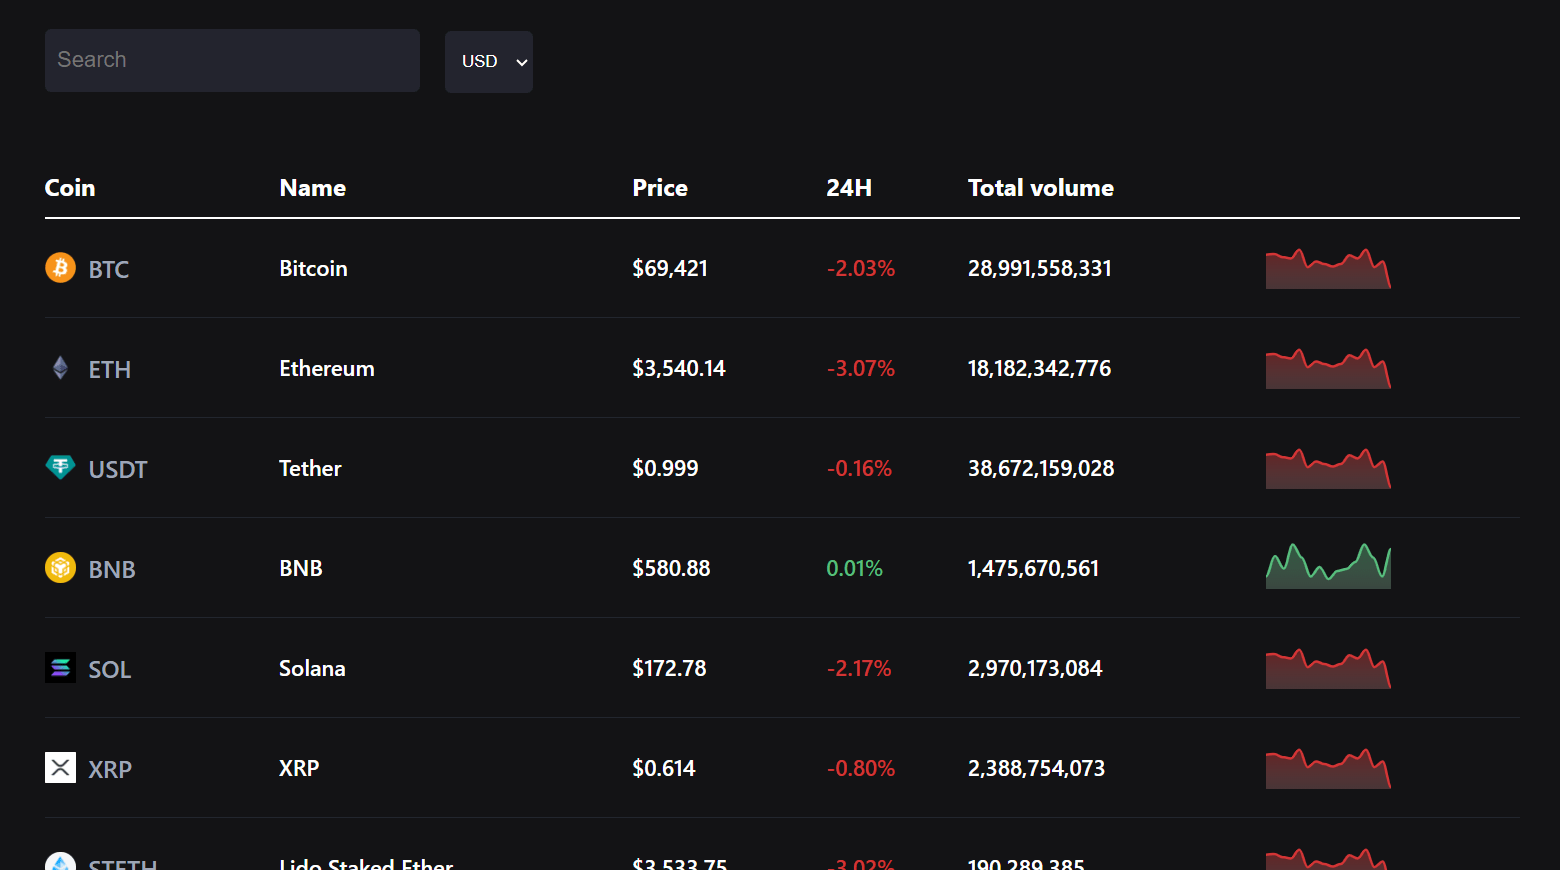 Search USD
Coin Name Price 24H Total volume
BTC Bitcoin $69,421 -2.03% 28,991,558,331
ETH Ethereum $3,540.14 -3.07% 18,182,342,776
USDT Tether $0.999 -0.16% 38,672,159,028
BNB BNB $580.88 0.01% 1,475,670,561
SOL Solana $172.78 -2.17% 2,970,173,084
XRP XRP $0.614 -0.80% 2,388,754,073
STETH Lido Staked Ether $3,533.75 -3.02% 190,289,385